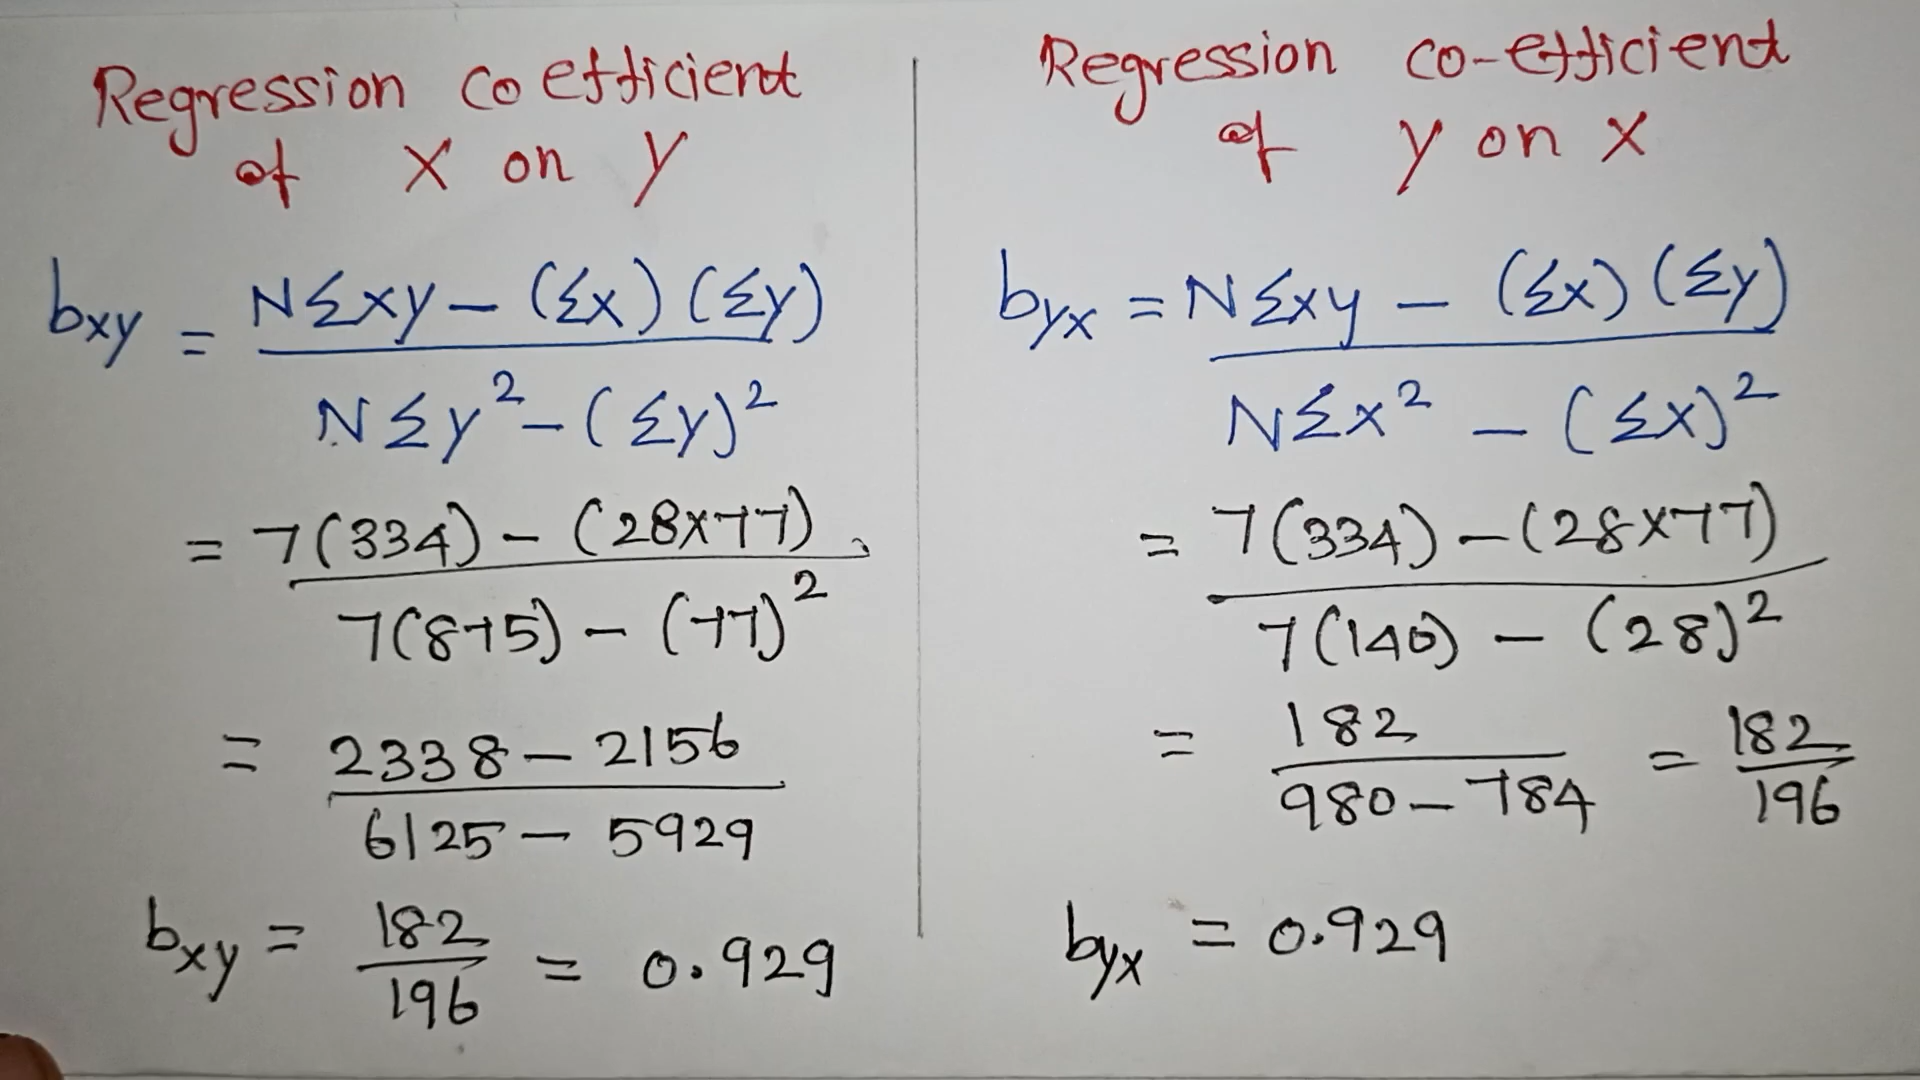 Regression coefficient
of X on Y
bxy = NΣxy - (Σx) (Σy)
NΣy² - (Σy)²
= 7(334) - (28×77)
7(875) - (77)²
= 2338 - 2156
6125 - 5929
bxy = 182
196 = 0.929
Regression co-efficient
of y on x
byx = NΣxy - (Σx) (Σy)
NΣx² - (Σx)²
= 7(334) - (28×77)
7(140) - (28)²
= 182 = 182
980 - 784 196
byx = 0.929